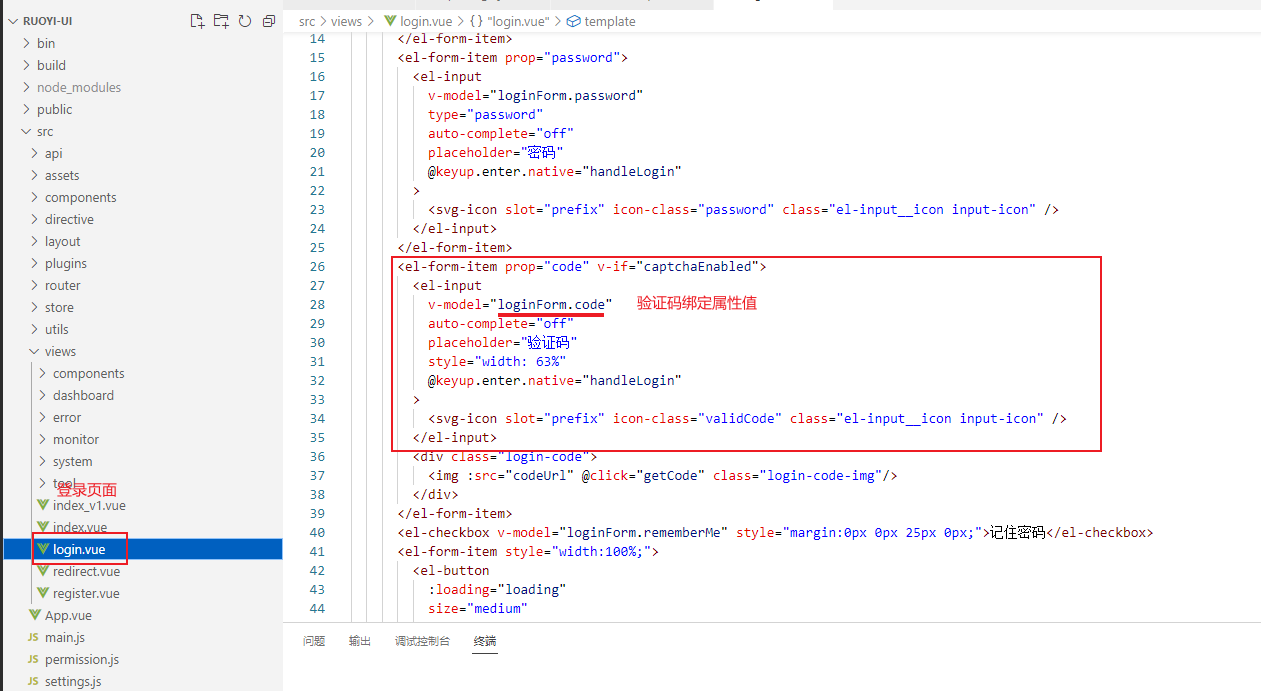 RUOYI-UI
bin
build
node_modules
public
src
api
assets
components
directive
layout
plugins
router
store
utils
views
components
dashboard
error
monitor
system
tool
登录页面
index_v1.vue
index.vue
login.vue
redirect.vue
register.vue
App.vue
JS main.js
JS permission.js
JS settings.js
src > views > login.vue > {} "login.vue" > template
14 </el-form-item>
15 <el-form-item prop="password">
16 <el-input
17 v-model="loginForm.password"
18 type="password"
19 auto-complete="off"
20 placeholder="密码"
21 @keyup.enter.native="handleLogin"
22 >
23 <svg-icon slot="prefix" icon-class="password" class="el-input__icon input-icon" />
24 </el-input>
25 </el-form-item>
26 <el-form-item prop="code" v-if="captchaEnabled">
27 <el-input
28 v-model="loginForm.code" 验证码绑定属性值
29 auto-complete="off"
30 placeholder="验证码"
31 style="width: 63%"
32 @keyup.enter.native="handleLogin"
33 >
34 <svg-icon slot="prefix" icon-class="validCode" class="el-input__icon input-icon" />
35 </el-input>
36 <div class="login-code">
37 <img :src="codeUrl" @click="getCode" class="login-code-img"/>
38 </div>
39 </el-form-item>
40 <el-checkbox v-model="loginForm.rememberMe" style="margin:0px 0px 25px 0px;">记住密码</el-checkbox>
41 <el-form-item style="width:100%;">
42 <el-button
43 :loading="loading"
44 size="medium"
问题 输出 调试控制台 终端